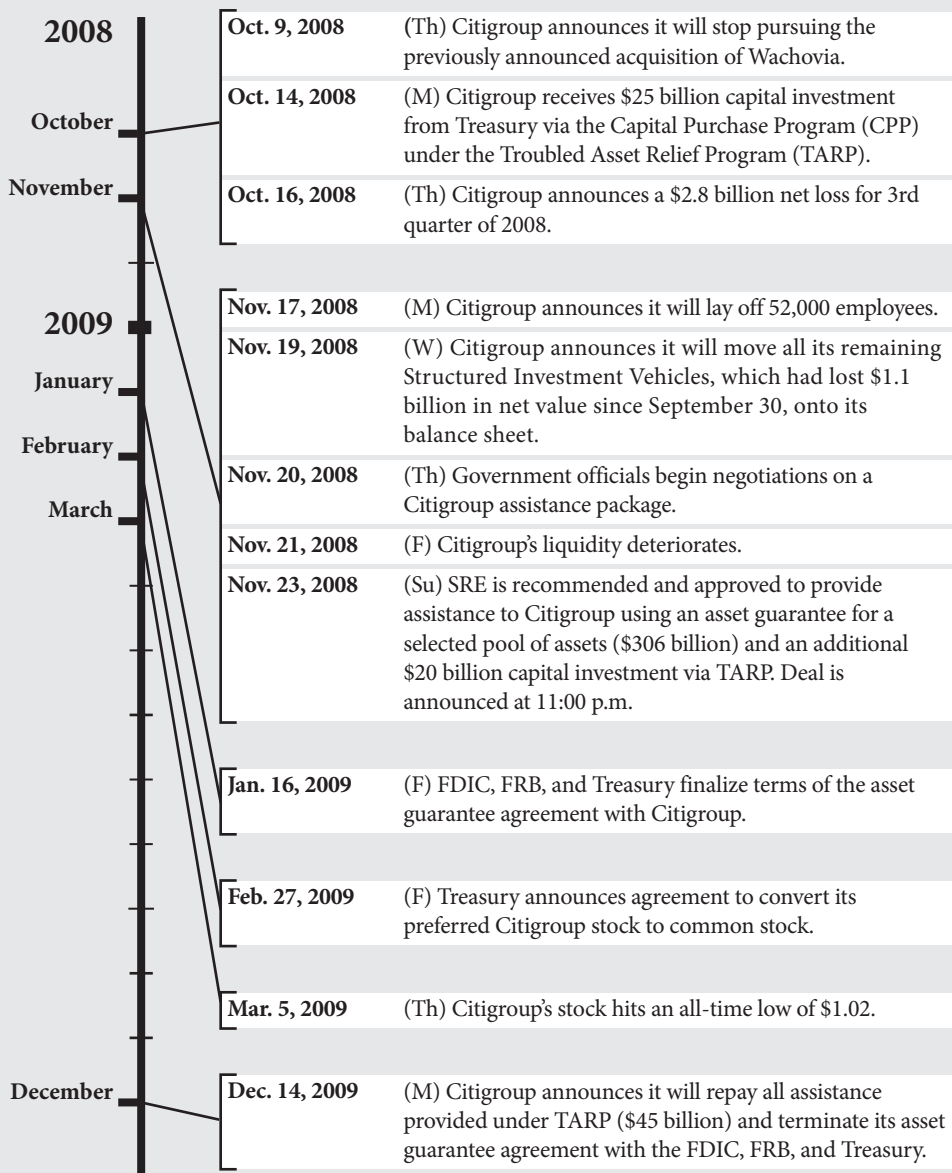 2008
October
November
2009
January
February
March
December
Oct. 9, 2008 (Th) Citigroup announces it will stop pursuing the
previously announced acquisition of Wachovia.
Oct. 14, 2008 (M) Citigroup receives $25 billion capital investment
from Treasury via the Capital Purchase Program (CPP)
under the Troubled Asset Relief Program (TARP).
Oct. 16, 2008 (Th) Citigroup announces a $2.8 billion net loss for 3rd
quarter of 2008.
Nov. 17, 2008 (M) Citigroup announces it will lay off 52,000 employees.
Nov. 19, 2008 (W) Citigroup announces it will move all its remaining
Structured Investment Vehicles, which had lost $1.1
billion in net value since September 30, onto its
balance sheet.
Nov. 20, 2008 (Th) Government officials begin negotiations on a
Citigroup assistance package.
Nov. 21, 2008 (F) Citigroup's liquidity deteriorates.
Nov. 23, 2008 (Su) SRE is recommended and approved to provide
assistance to Citigroup using an asset guarantee for a
selected pool of assets ($306 billion) and an additional
$20 billion capital investment via TARP. Deal is
announced at 11:00 p.m.
Jan. 16, 2009 (F) FDIC, FRB, and Treasury finalize terms of the asset
guarantee agreement with Citigroup.
Feb. 27, 2009 (F) Treasury announces agreement to convert its
preferred Citigroup stock to common stock.
Mar. 5, 2009 (Th) Citigroup's stock hits an all-time low of $1.02.
Dec. 14, 2009 (M) Citigroup announces it will repay all assistance
provided under TARP ($45 billion) and terminate its asset
guarantee agreement with the FDIC, FRB, and Treasury.